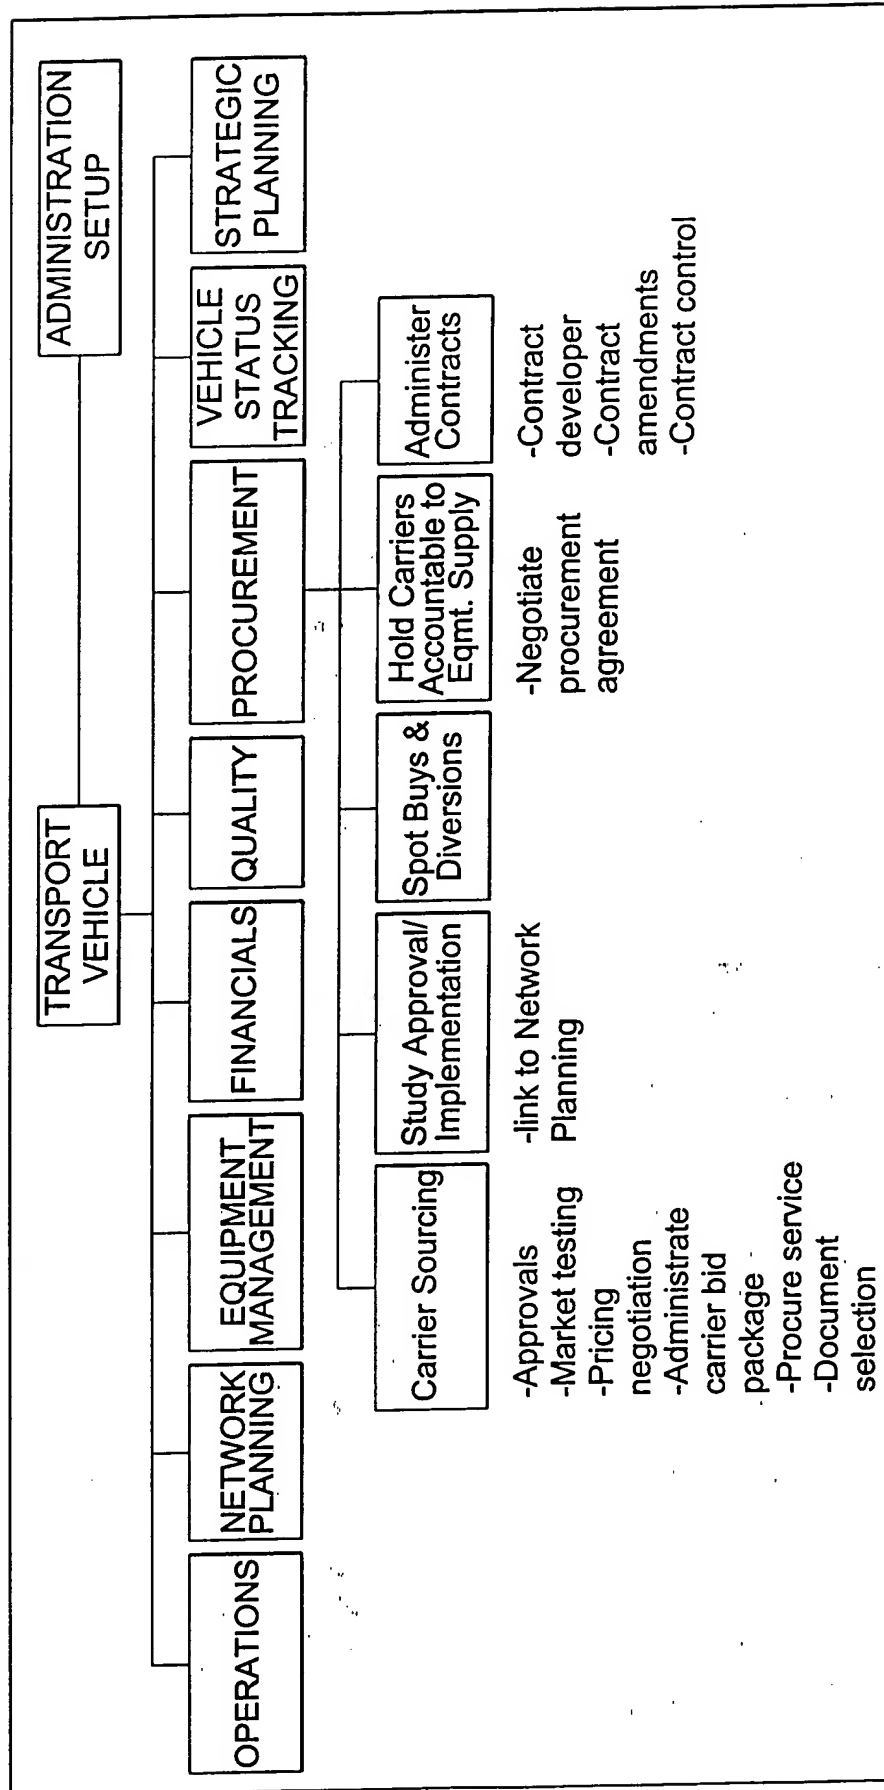 TRANSPORT
VEHICLE
ADMINISTRATION
SETUP
OPERATIONS
NETWORK
PLANNING
EQUIPMENT
MANAGEMENT
FINANCIALS
QUALITY
PROCUREMENT
VEHICLE
STATUS
TRACKING
STRATEGIC
PLANNING
Carrier Sourcing
-Approvals
-Market testing
-Pricing
negotiation
-Administrate
carrier bid
package
-Procure service
-Document
selection
Study Approval/
Implementation
-link to Network
Planning
Spot Buys &
Diversions
Hold Carriers
Accountable to
Eqmt. Supply
-Negotiate
procurement
agreement
Administer
Contracts
-Contract
developer
-Contract
amendments
-Contract control